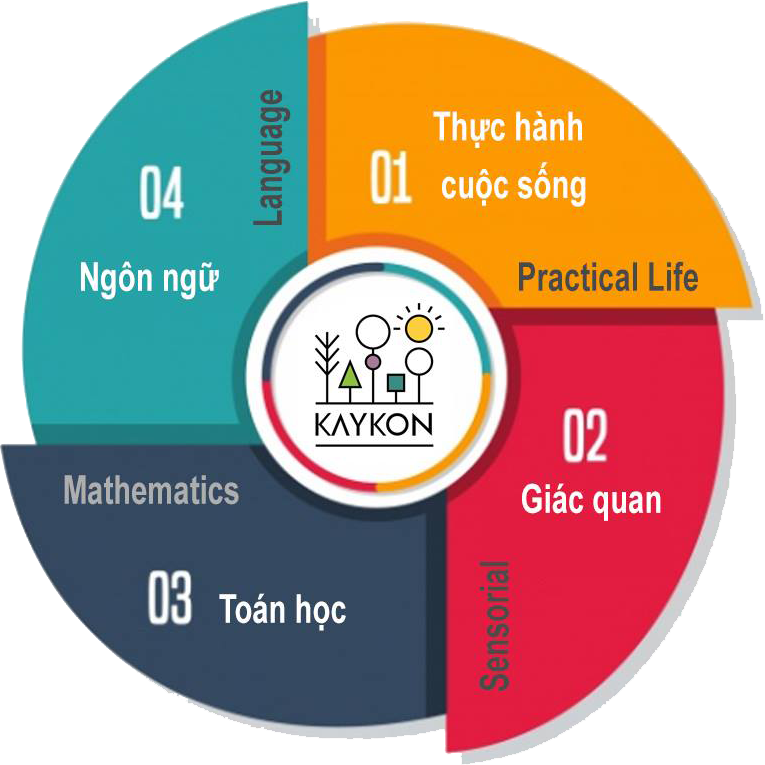 01
Thực hành
cuộc sống
Practical Life
02
Giác quan
Sensorial
03
Toán học
Mathematics
04
Ngôn ngữ
Language
KAYKON